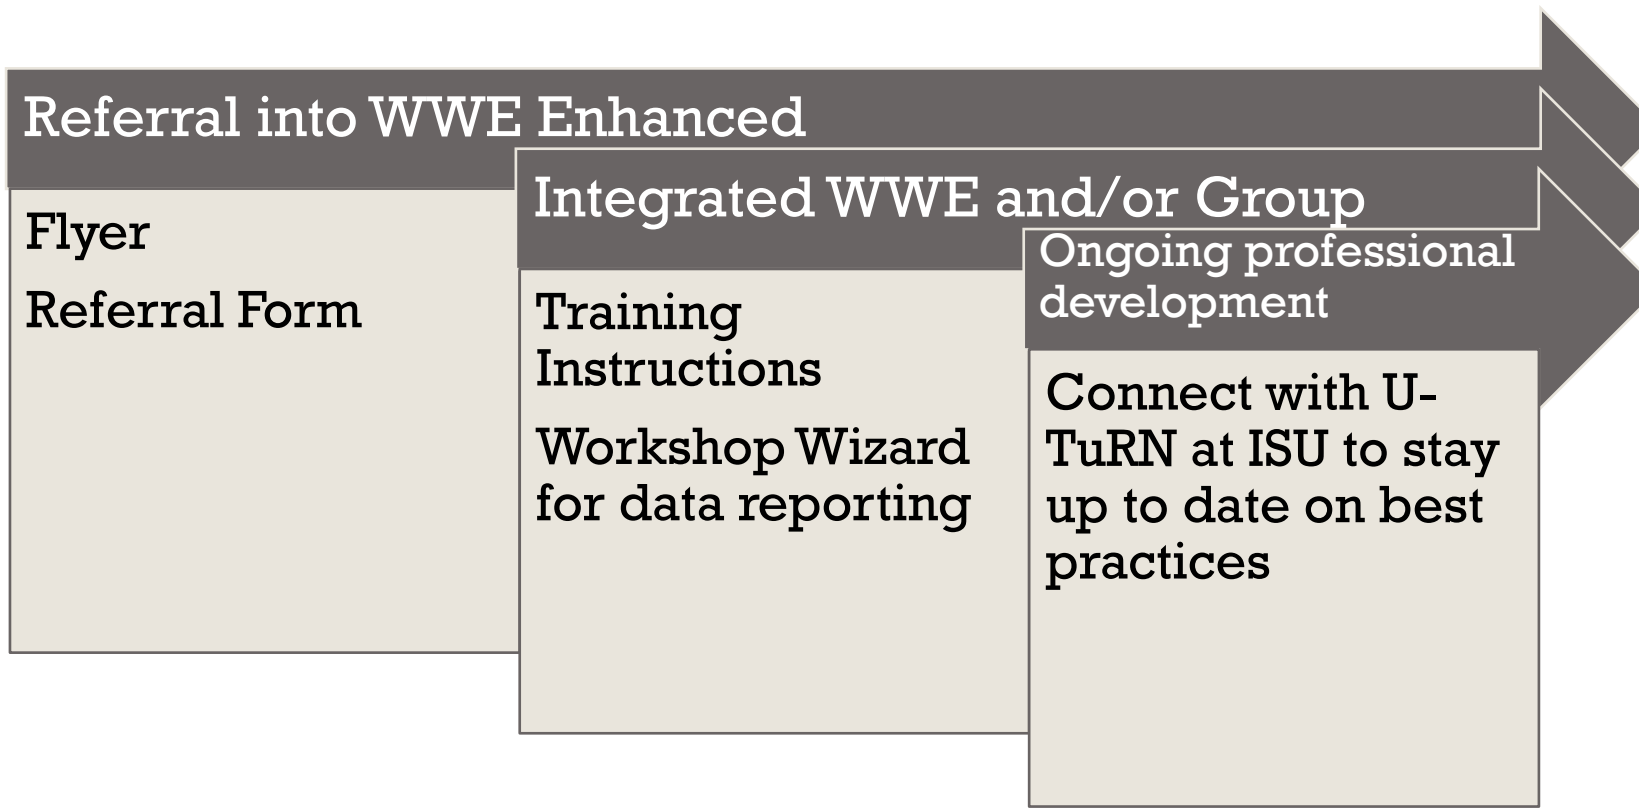 Referral into WWE Enhanced
Flyer
Referral Form
Integrated WWE and/or Group
Training
Instructions
Workshop Wizard
for data reporting
Ongoing professional
development
Connect with U-
TuRN at ISU to stay
up to date on best
practices